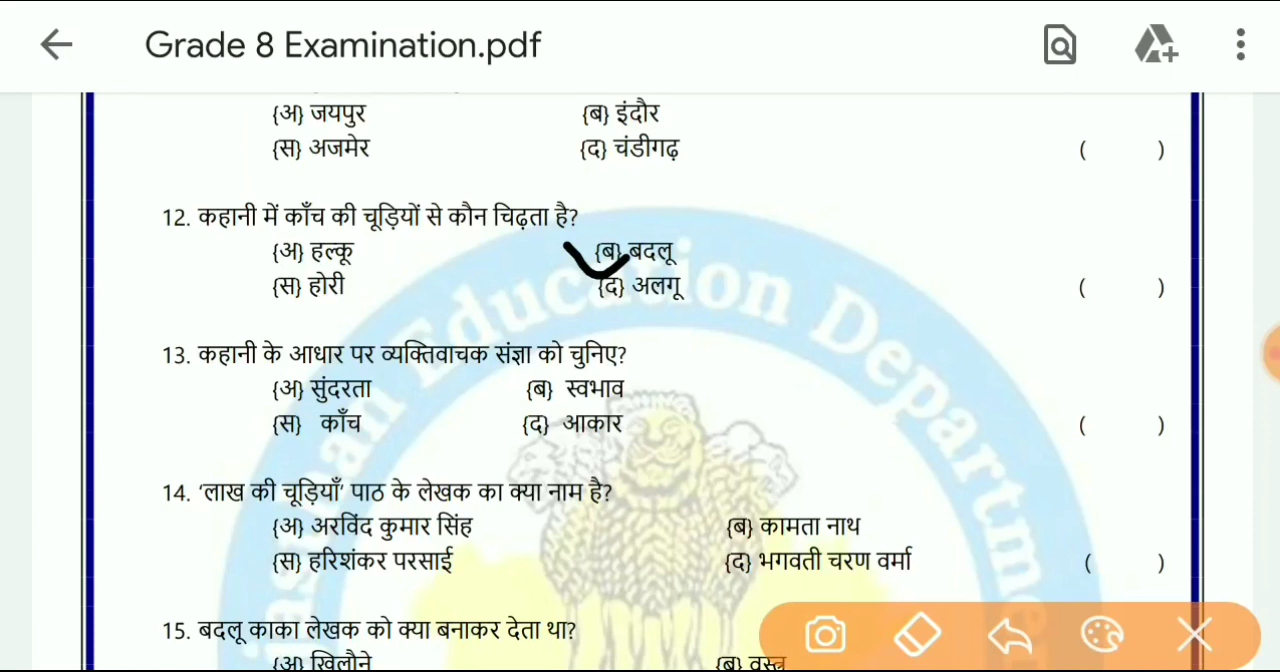 Grade 8 Examination.pdf
{अ} जयपुर {ब} इंदौर
{स} अजमेर {द} चंडीगढ़ ( )
12. कहानी में काँच की चूड़ियों से कौन चिढ़ता है?
{अ} हल्कू {ब} बदलू
{स} होरी {द} अलगू ( )
13. कहानी के आधार पर व्यक्तिवाचक संज्ञा को चुनिए?
{अ} सुंदरता {ब} स्वभाव
{स} काँच {द} आकार ( )
14. ‘लाख की चूड़ियाँ’ पाठ के लेखक का क्या नाम है?
{अ} अरविंद कुमार सिंह {ब} कामता नाथ
{स} हरिशंकर परसाई {द} भगवती चरण वर्मा ( )
15. बदलू काका लेखक को क्या बनाकर देता था?
{अ} खिलौने {ब} वस्त्र